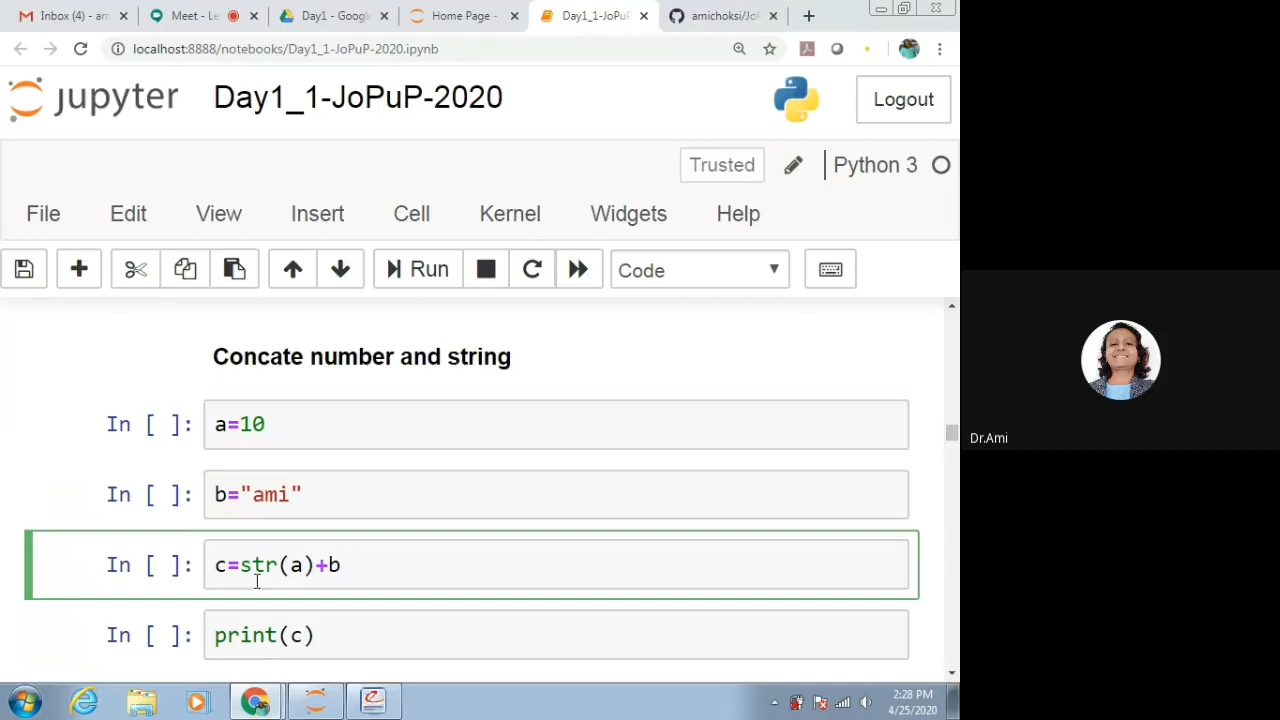 Inbox (4) - am
Meet - Le
Day1 - Google
Home Page -
Day1_1-JoPuP
amichoksi/JoP
localhost:8888/notebooks/Day1_1-JoPuP-2020.ipynb
jupyter
Day1_1-JoPuP-2020
Logout
Trusted
Python 3
File Edit View Insert Cell Kernel Widgets Help
Run
Code
Concate number and string
In [ ]: a=10
In [ ]: b="ami"
In [ ]: c=str(a)+b
In [ ]: print(c)
Dr.Ami
2:28 PM
4/25/2020